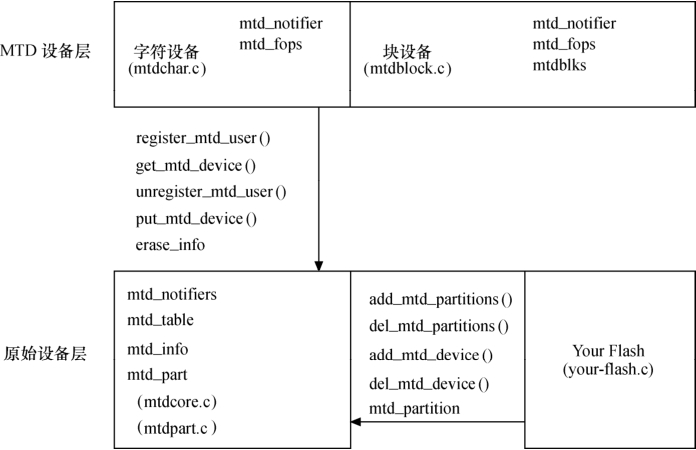 MTD 设备层
字符设备
(mtdchar.c)
mtd_notifier
mtd_fops
块设备
(mtdblock.c)
mtd_notifier
mtd_fops
mtdblks
register_mtd_user()
get_mtd_device()
unregister_mtd_user()
put_mtd_device()
erase_info
原始设备层
mtd_notifiers
mtd_table
mtd_info
mtd_part
(mtdcore.c)
(mtdpart.c)
add_mtd_partitions()
del_mtd_partitions()
add_mtd_device()
del_mtd_device()
mtd_partition
Your Flash
(your-flash.c)